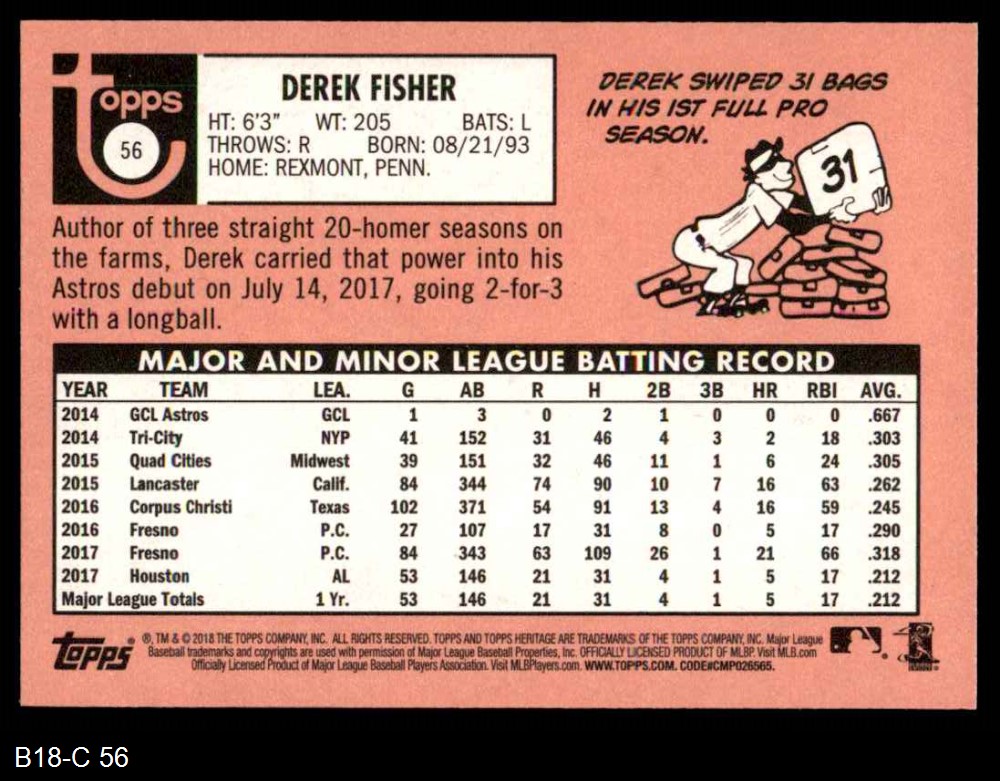 Topps
56
DEREK FISHER
HT: 6'3" WT: 205 BATS: L
THROWS: R BORN: 08/21/93
HOME: REXMONT, PENN.
DEREK SWIPED 31 BAGS
IN HIS 1ST FULL PRO
SEASON.
31
Author of three straight 20-homer seasons on
the farms, Derek carried that power into his
Astros debut on July 14, 2017, going 2-for-3
with a longball.
MAJOR AND MINOR LEAGUE BATTING RECORD
YEAR TEAM LEA. G AB R H 2B 3B HR RBI AVG.
2014 GCL Astros GCL 1 3 0 2 1 0 0 0 .667
2014 Tri-City NYP 41 152 31 46 4 3 2 18 .303
2015 Quad Cities Midwest 39 151 32 46 11 1 6 24 .305
2015 Lancaster Calif. 84 344 74 90 10 7 16 63 .262
2016 Corpus Christi Texas 102 371 54 91 13 4 16 59 .245
2016 Fresno P.C. 27 107 17 31 8 0 5 17 .290
2017 Fresno P.C. 84 343 63 109 26 1 21 66 .318
2017 Houston AL 53 146 21 31 4 1 5 17 .212
Major League Totals 1 Yr. 53 146 21 31 4 1 5 17 .212
Topps
®, TM & © 2018 THE TOPPS COMPANY, INC. ALL RIGHTS RESERVED. TOPPS AND TOPPS HERITAGE ARE TRADEMARKS OF THE TOPPS COMPANY, INC. Major League
Baseball trademarks and copyrights are used with permission of Major League Baseball Properties, Inc. OFFICIALLY LICENSED PRODUCT OF MLBP. Visit MLB.com
Officially Licensed Product of Major League Baseball Players Association. Visit MLBPlayers.com. WWW.TOPPS.COM. CODE#CMP026565.
B18-C 56